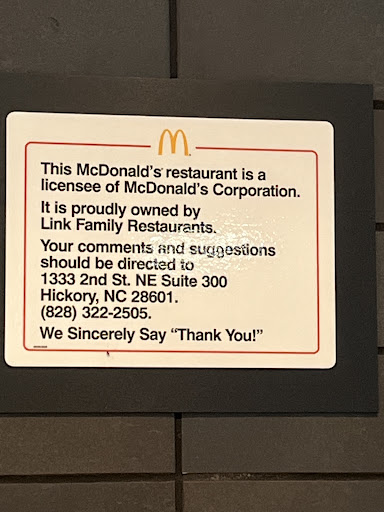 This McDonald's restaurant is a
licensee of McDonald's Corporation.
It is proudly owned by
Link Family Restaurants.
Your comments and suggestions
should be directed to
1333 2nd St. NE Suite 300
Hickory, NC 28601.
(828) 322-2505.
We Sincerely Say “Thank You!”